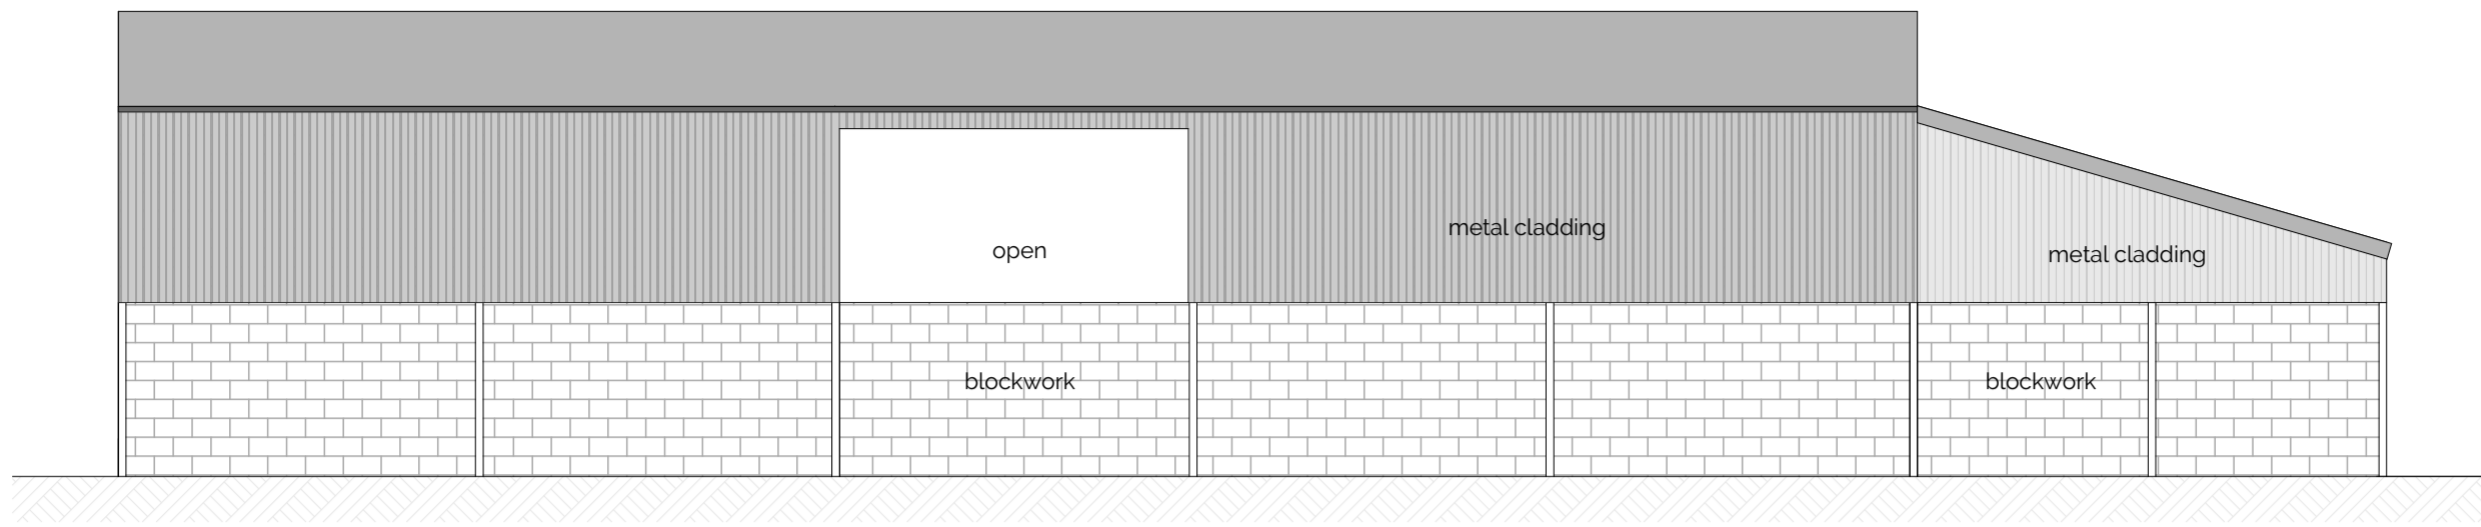 metal cladding
open
metal cladding
blockwork
blockwork